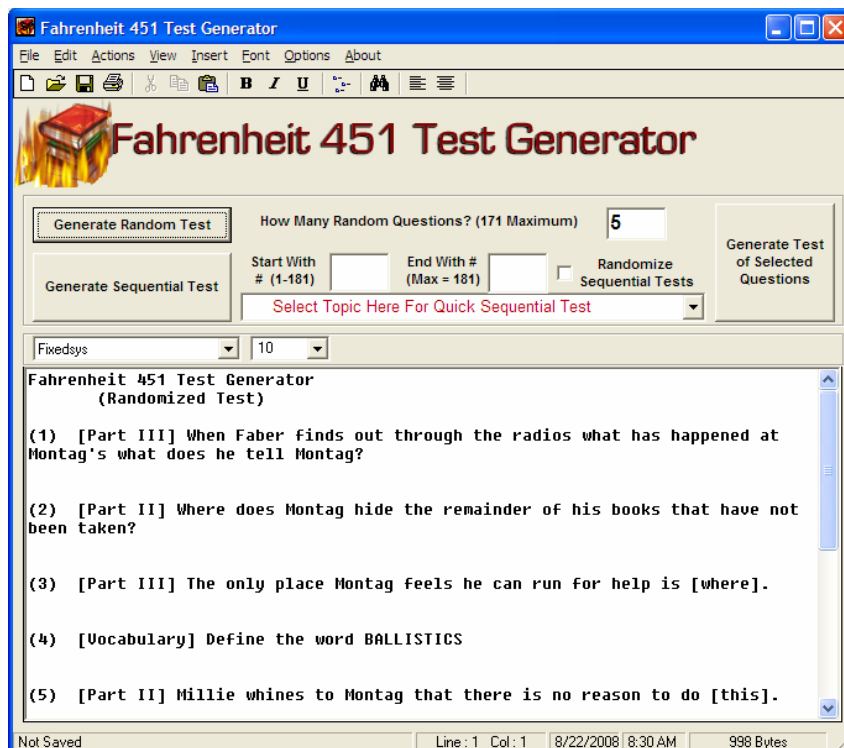 Fahrenheit 451 Test Generator
File Edit Actions View Insert Font Options About
B I U
Fahrenheit 451 Test Generator
Generate Random Test
How Many Random Questions? (171 Maximum)
5
Generate Test
of Selected
Questions
Generate Sequential Test
Start With
# (1-181)
End With #
(Max = 181)
Randomize
Sequential Tests
Select Topic Here For Quick Sequential Test
Fixedsys
10
Fahrenheit 451 Test Generator
(Randomized Test)
(1) [Part III] When Faber finds out through the radios what has happened at
Montag's what does he tell Montag?
(2) [Part II] Where does Montag hide the remainder of his books that have not
been taken?
(3) [Part III] The only place Montag feels he can run for help is [where].
(4) [Vocabulary] Define the word BALLISTICS
(5) [Part II] Millie whines to Montag that there is no reason to do [this].
Not Saved
Line : 1 Col : 1
8/22/2008
8:30 AM
998 Bytes